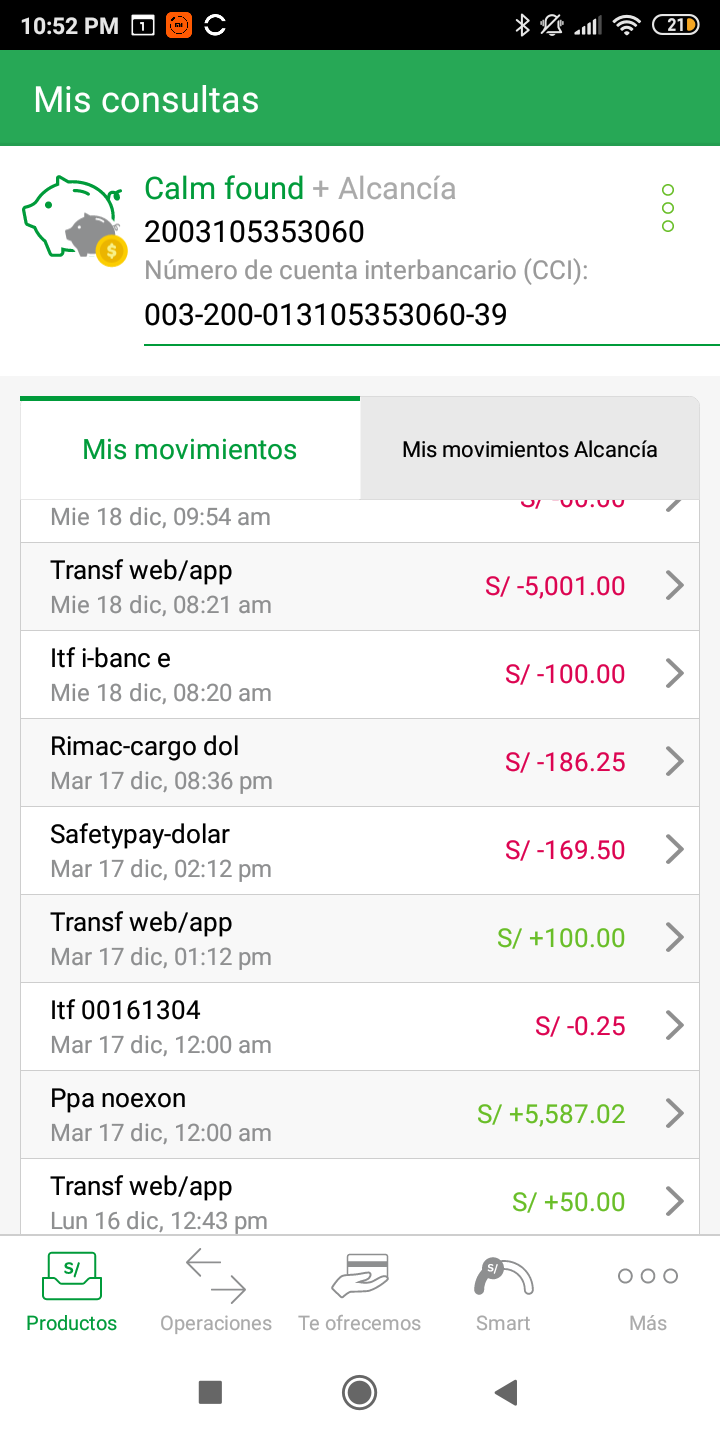 10:52 PM 1 21
Mis consultas
Calm found + Alcancía
2003105353060
Número de cuenta interbancario (CCI):
003-200-013105353060-39
Mis movimientos Mis movimientos Alcancía
Mie 18 dic, 09:54 am
Transf web/app S/ -5,001.00
Mie 18 dic, 08:21 am
Itf i-banc e S/ -100.00
Mie 18 dic, 08:20 am
Rimac-cargo dol S/ -186.25
Mar 17 dic, 08:36 pm
Safetypay-dolar S/ -169.50
Mar 17 dic, 02:12 pm
Transf web/app S/ +100.00
Mar 17 dic, 01:12 pm
Itf 00161304 S/ -0.25
Mar 17 dic, 12:00 am
Ppa noexon S/ +5,587.02
Mar 17 dic, 12:00 am
Transf web/app S/ +50.00
Lun 16 dic, 12:43 pm
S/ S/
Productos Operaciones Te ofrecemos Smart Más